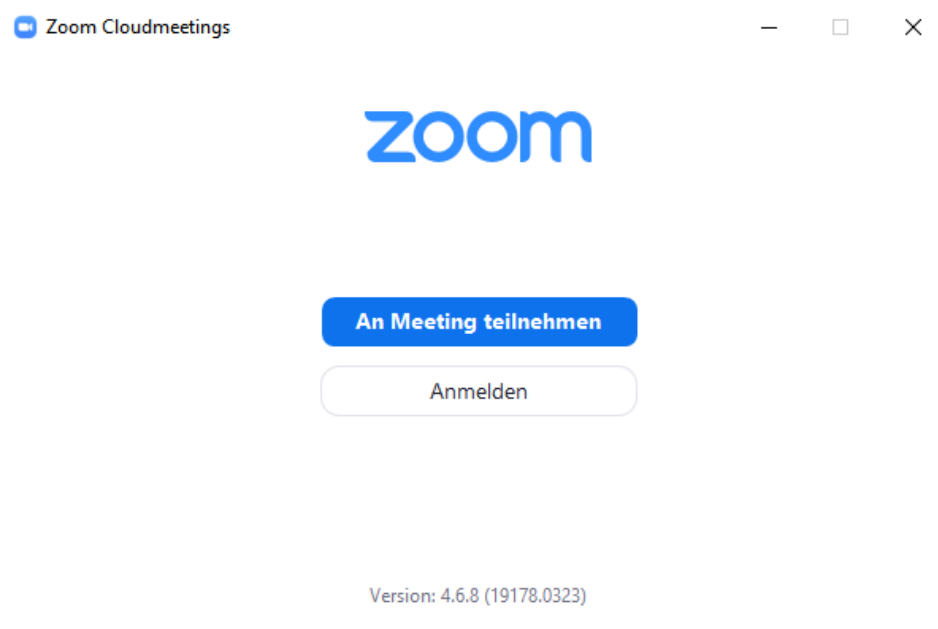 Zoom Cloudmeetings
zoom
An Meeting teilnehmen
Anmelden
Version: 4.6.8 (19178.0323)